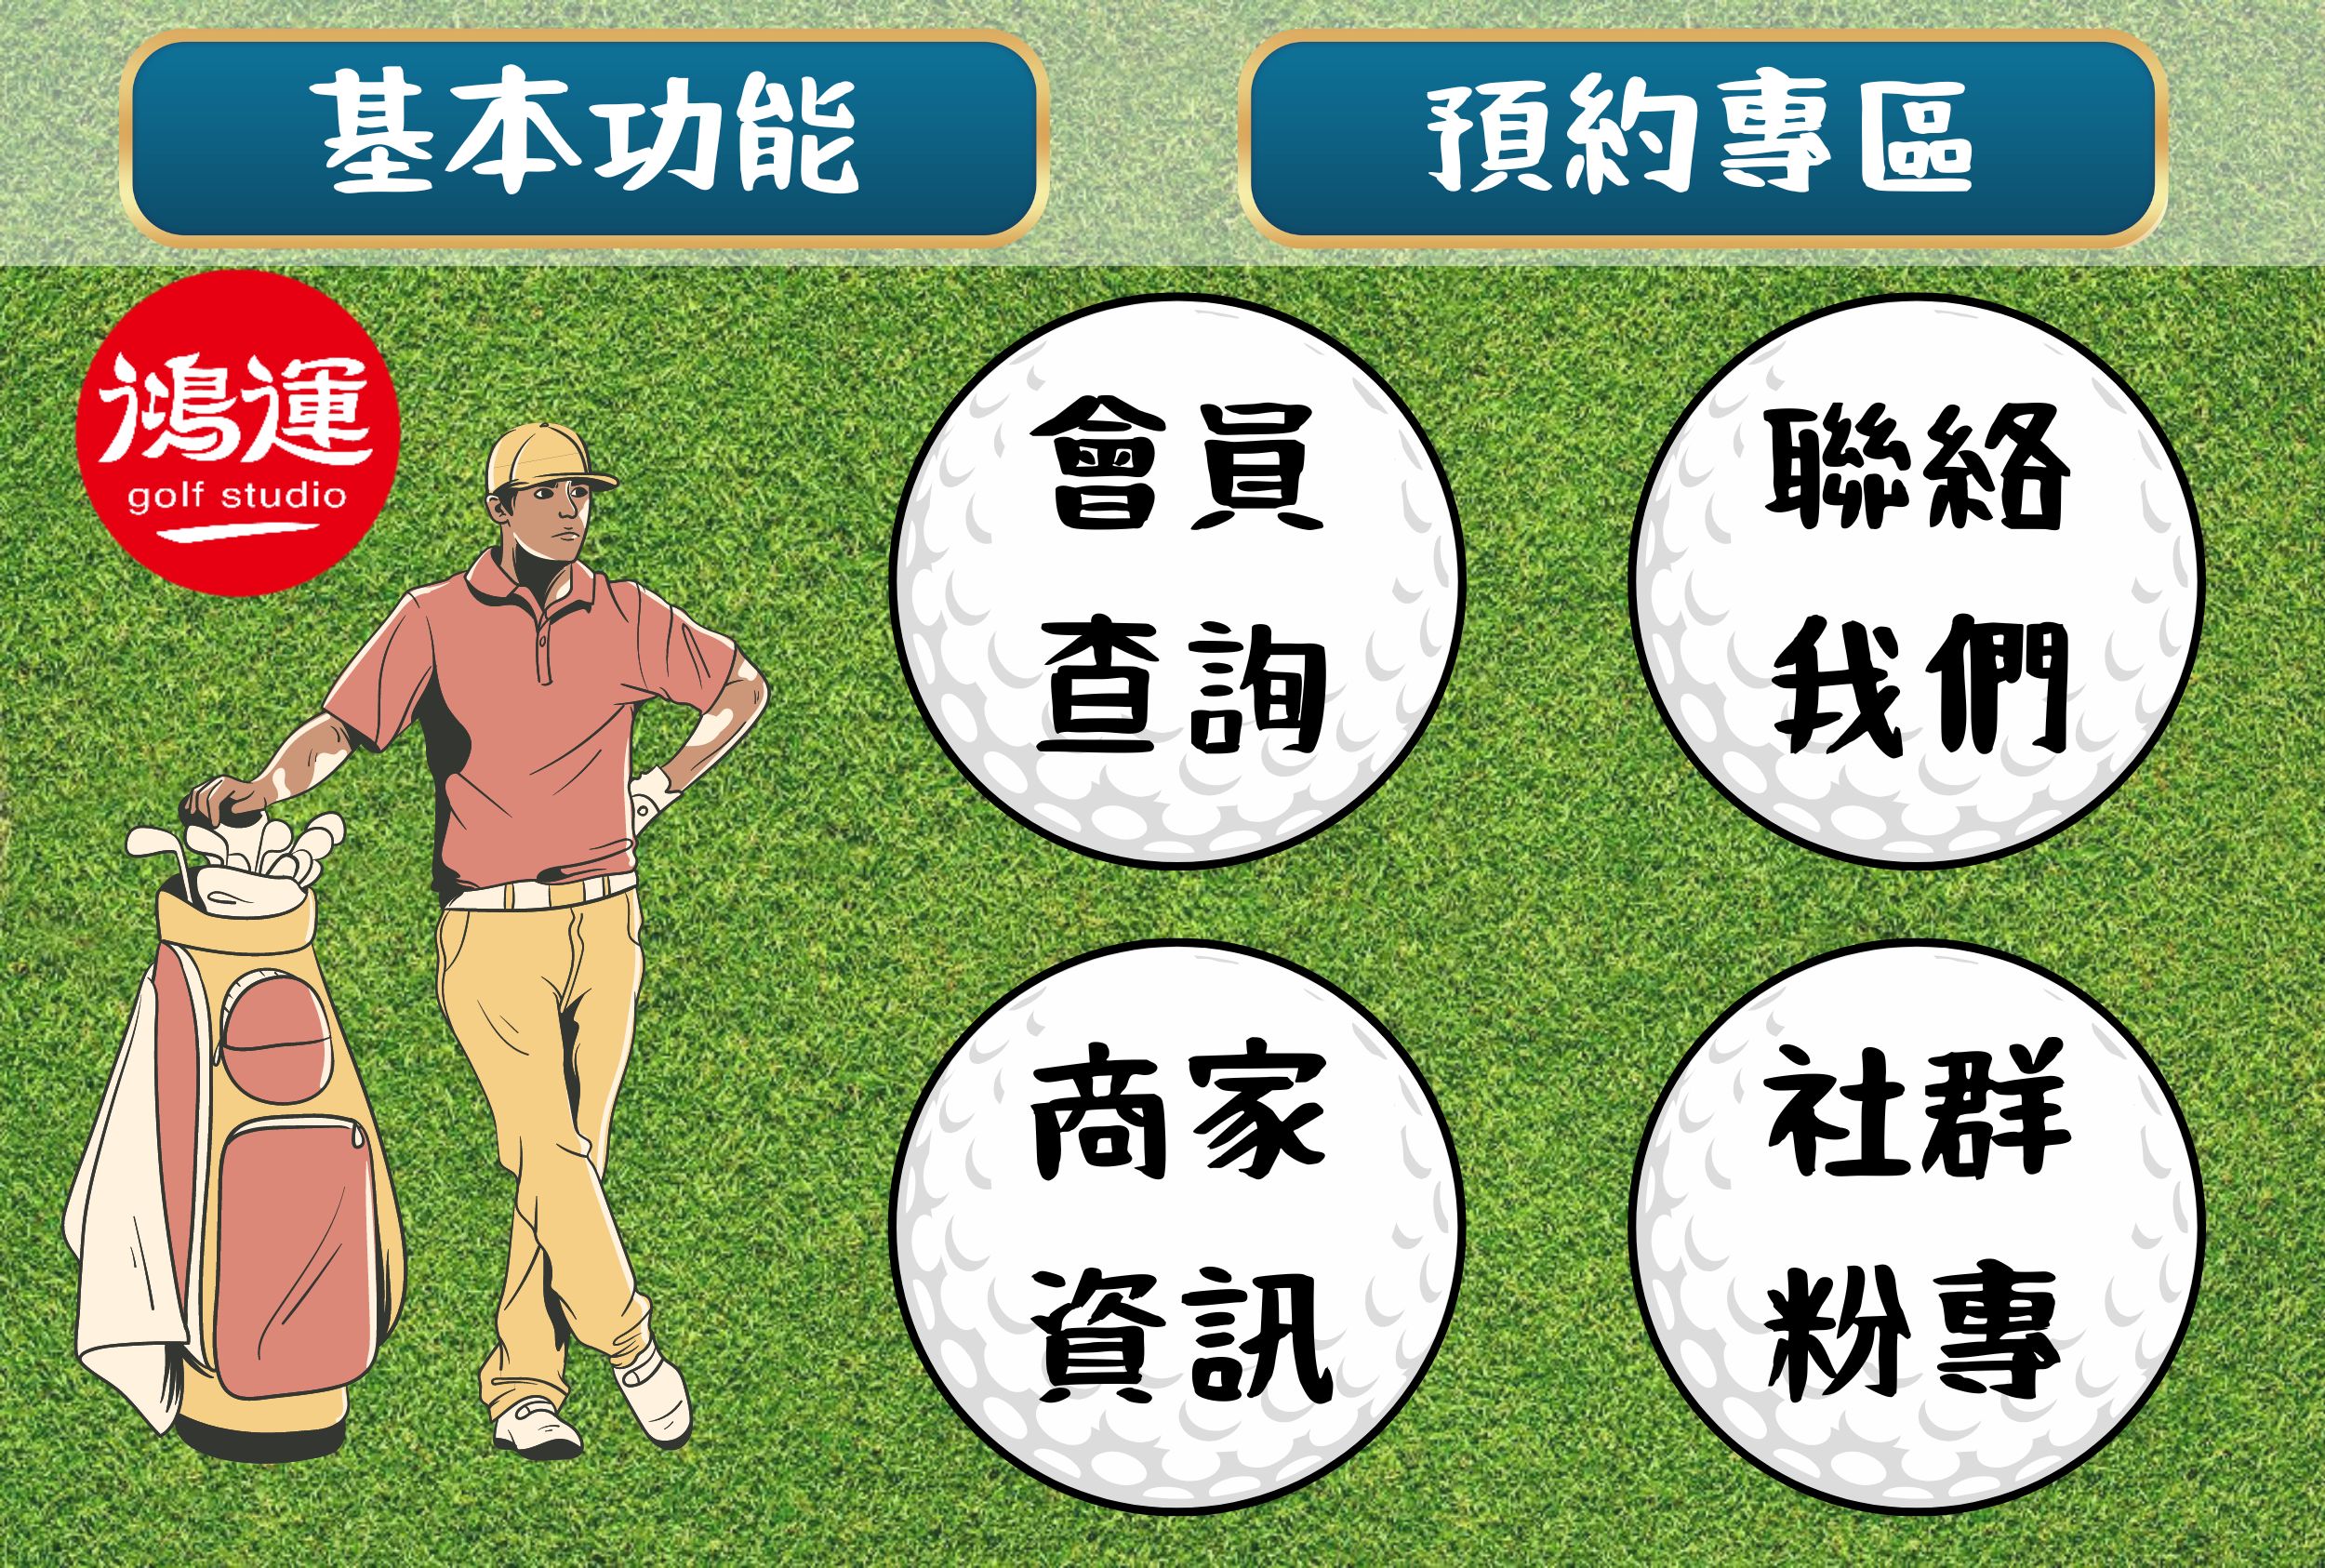 基本功能
預約專區
鴻運
golf studio
會員
查詢
聯絡
我們
商家
資訊
社群
粉專